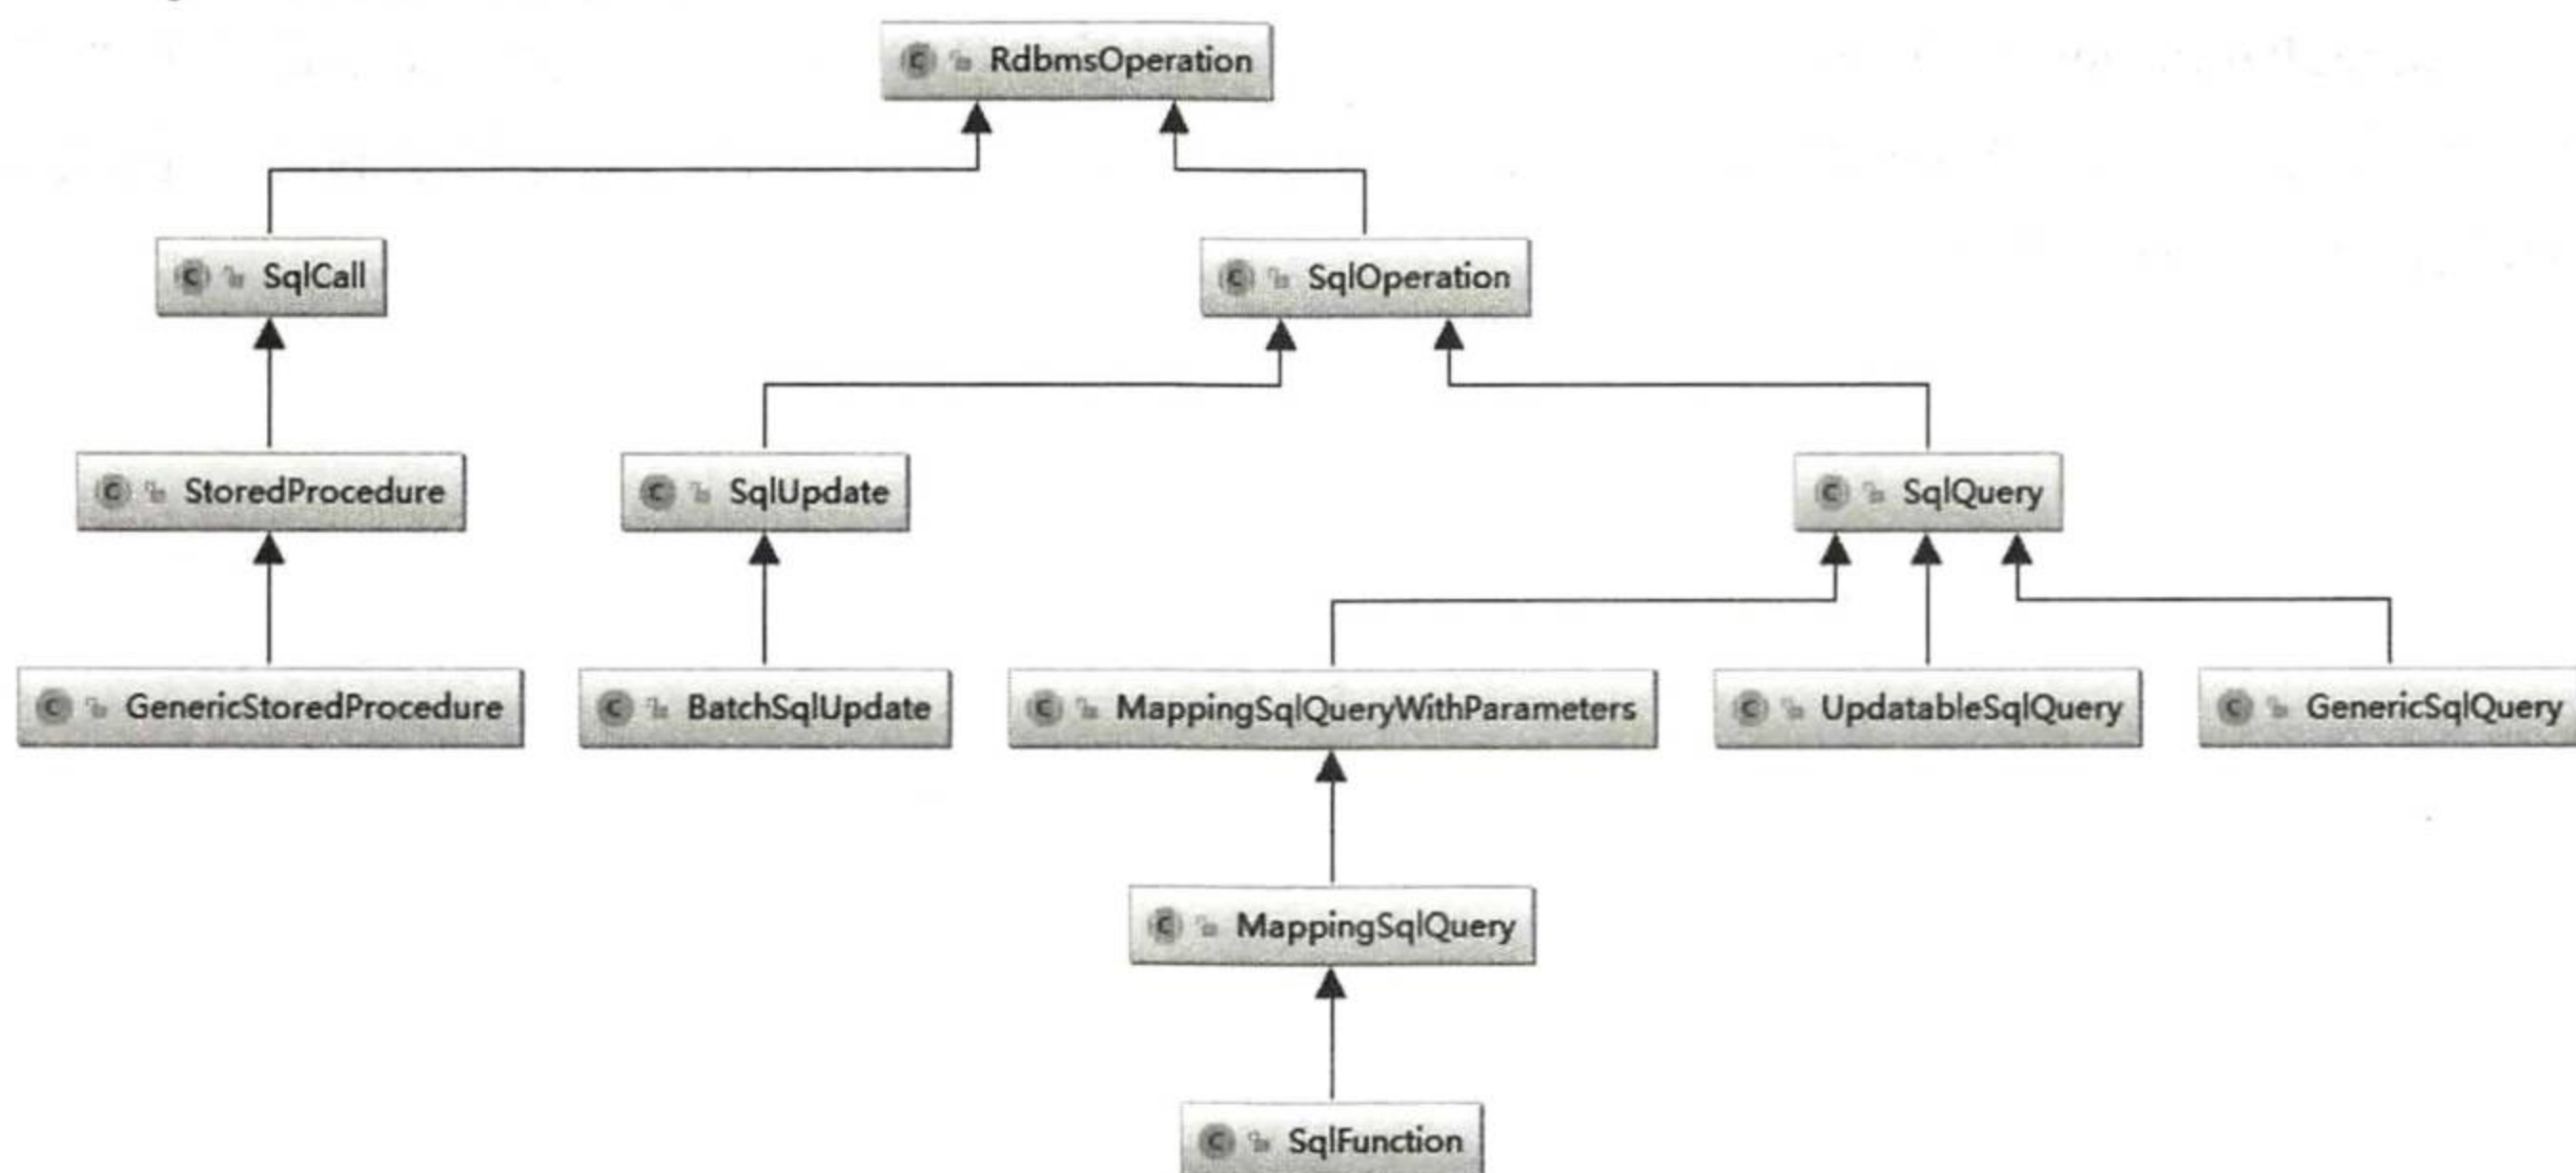 RdbmsOperation
SqlCall
SqlOperation
StoredProcedure
SqlUpdate
SqlQuery
GenericStoredProcedure
BatchSqlUpdate
MappingSqlQueryWithParameters
UpdatableSqlQuery
GenericSqlQuery
MappingSqlQuery
SqlFunction